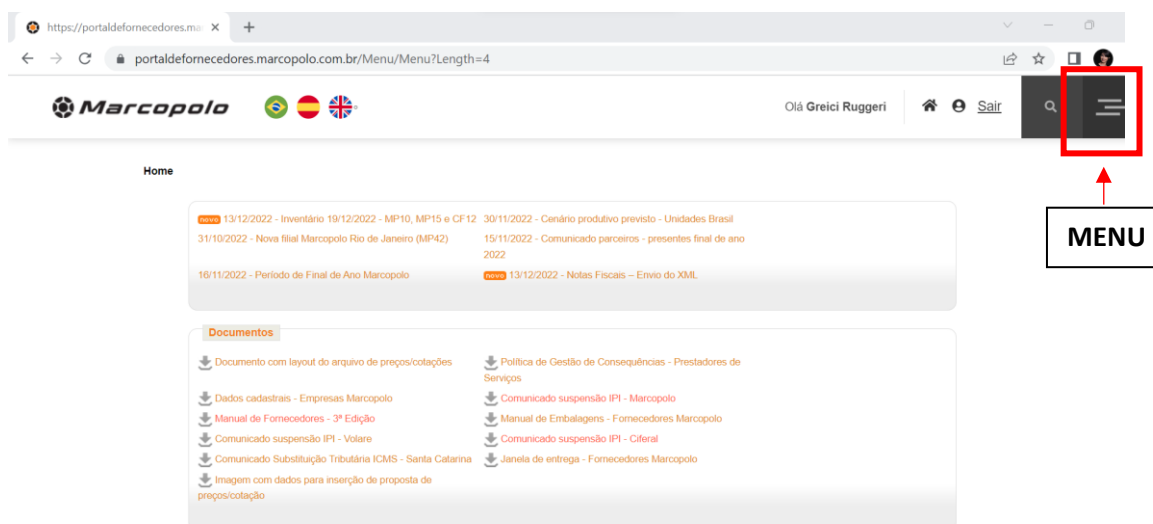 https://portaldefornecedores.mar
portaldefornecedores.marcopolo.com.br/Menu/Menu?Length=4
Marcopolo
Olá Greici Ruggeri
Sair
Home
MENU
novo 13/12/2022 - Inventário 19/12/2022 - MP10, MP15 e CF12
30/11/2022 - Cenário produtivo previsto - Unidades Brasil
31/10/2022 - Nova filial Marcopolo Rio de Janeiro (MP42)
15/11/2022 - Comunicado parceiros - presentes final de ano
2022
16/11/2022 - Período de Final de Ano Marcopolo
novo 13/12/2022 - Notas Fiscais – Envio do XML
Documentos
Documento com layout do arquivo de preços/cotações
Política de Gestão de Consequências - Prestadores de
Serviços
Dados cadastrais - Empresas Marcopolo
Comunicado suspensão IPI - Marcopolo
Manual de Fornecedores - 3ª Edição
Manual de Embalagens - Fornecedores Marcopolo
Comunicado suspensão IPI - Volare
Comunicado suspensão IPI - Ciferal
Comunicado Substituição Tributária ICMS - Santa Catarina
Janela de entrega - Fornecedores Marcopolo
Imagem com dados para inserção de proposta de
preços/cotação